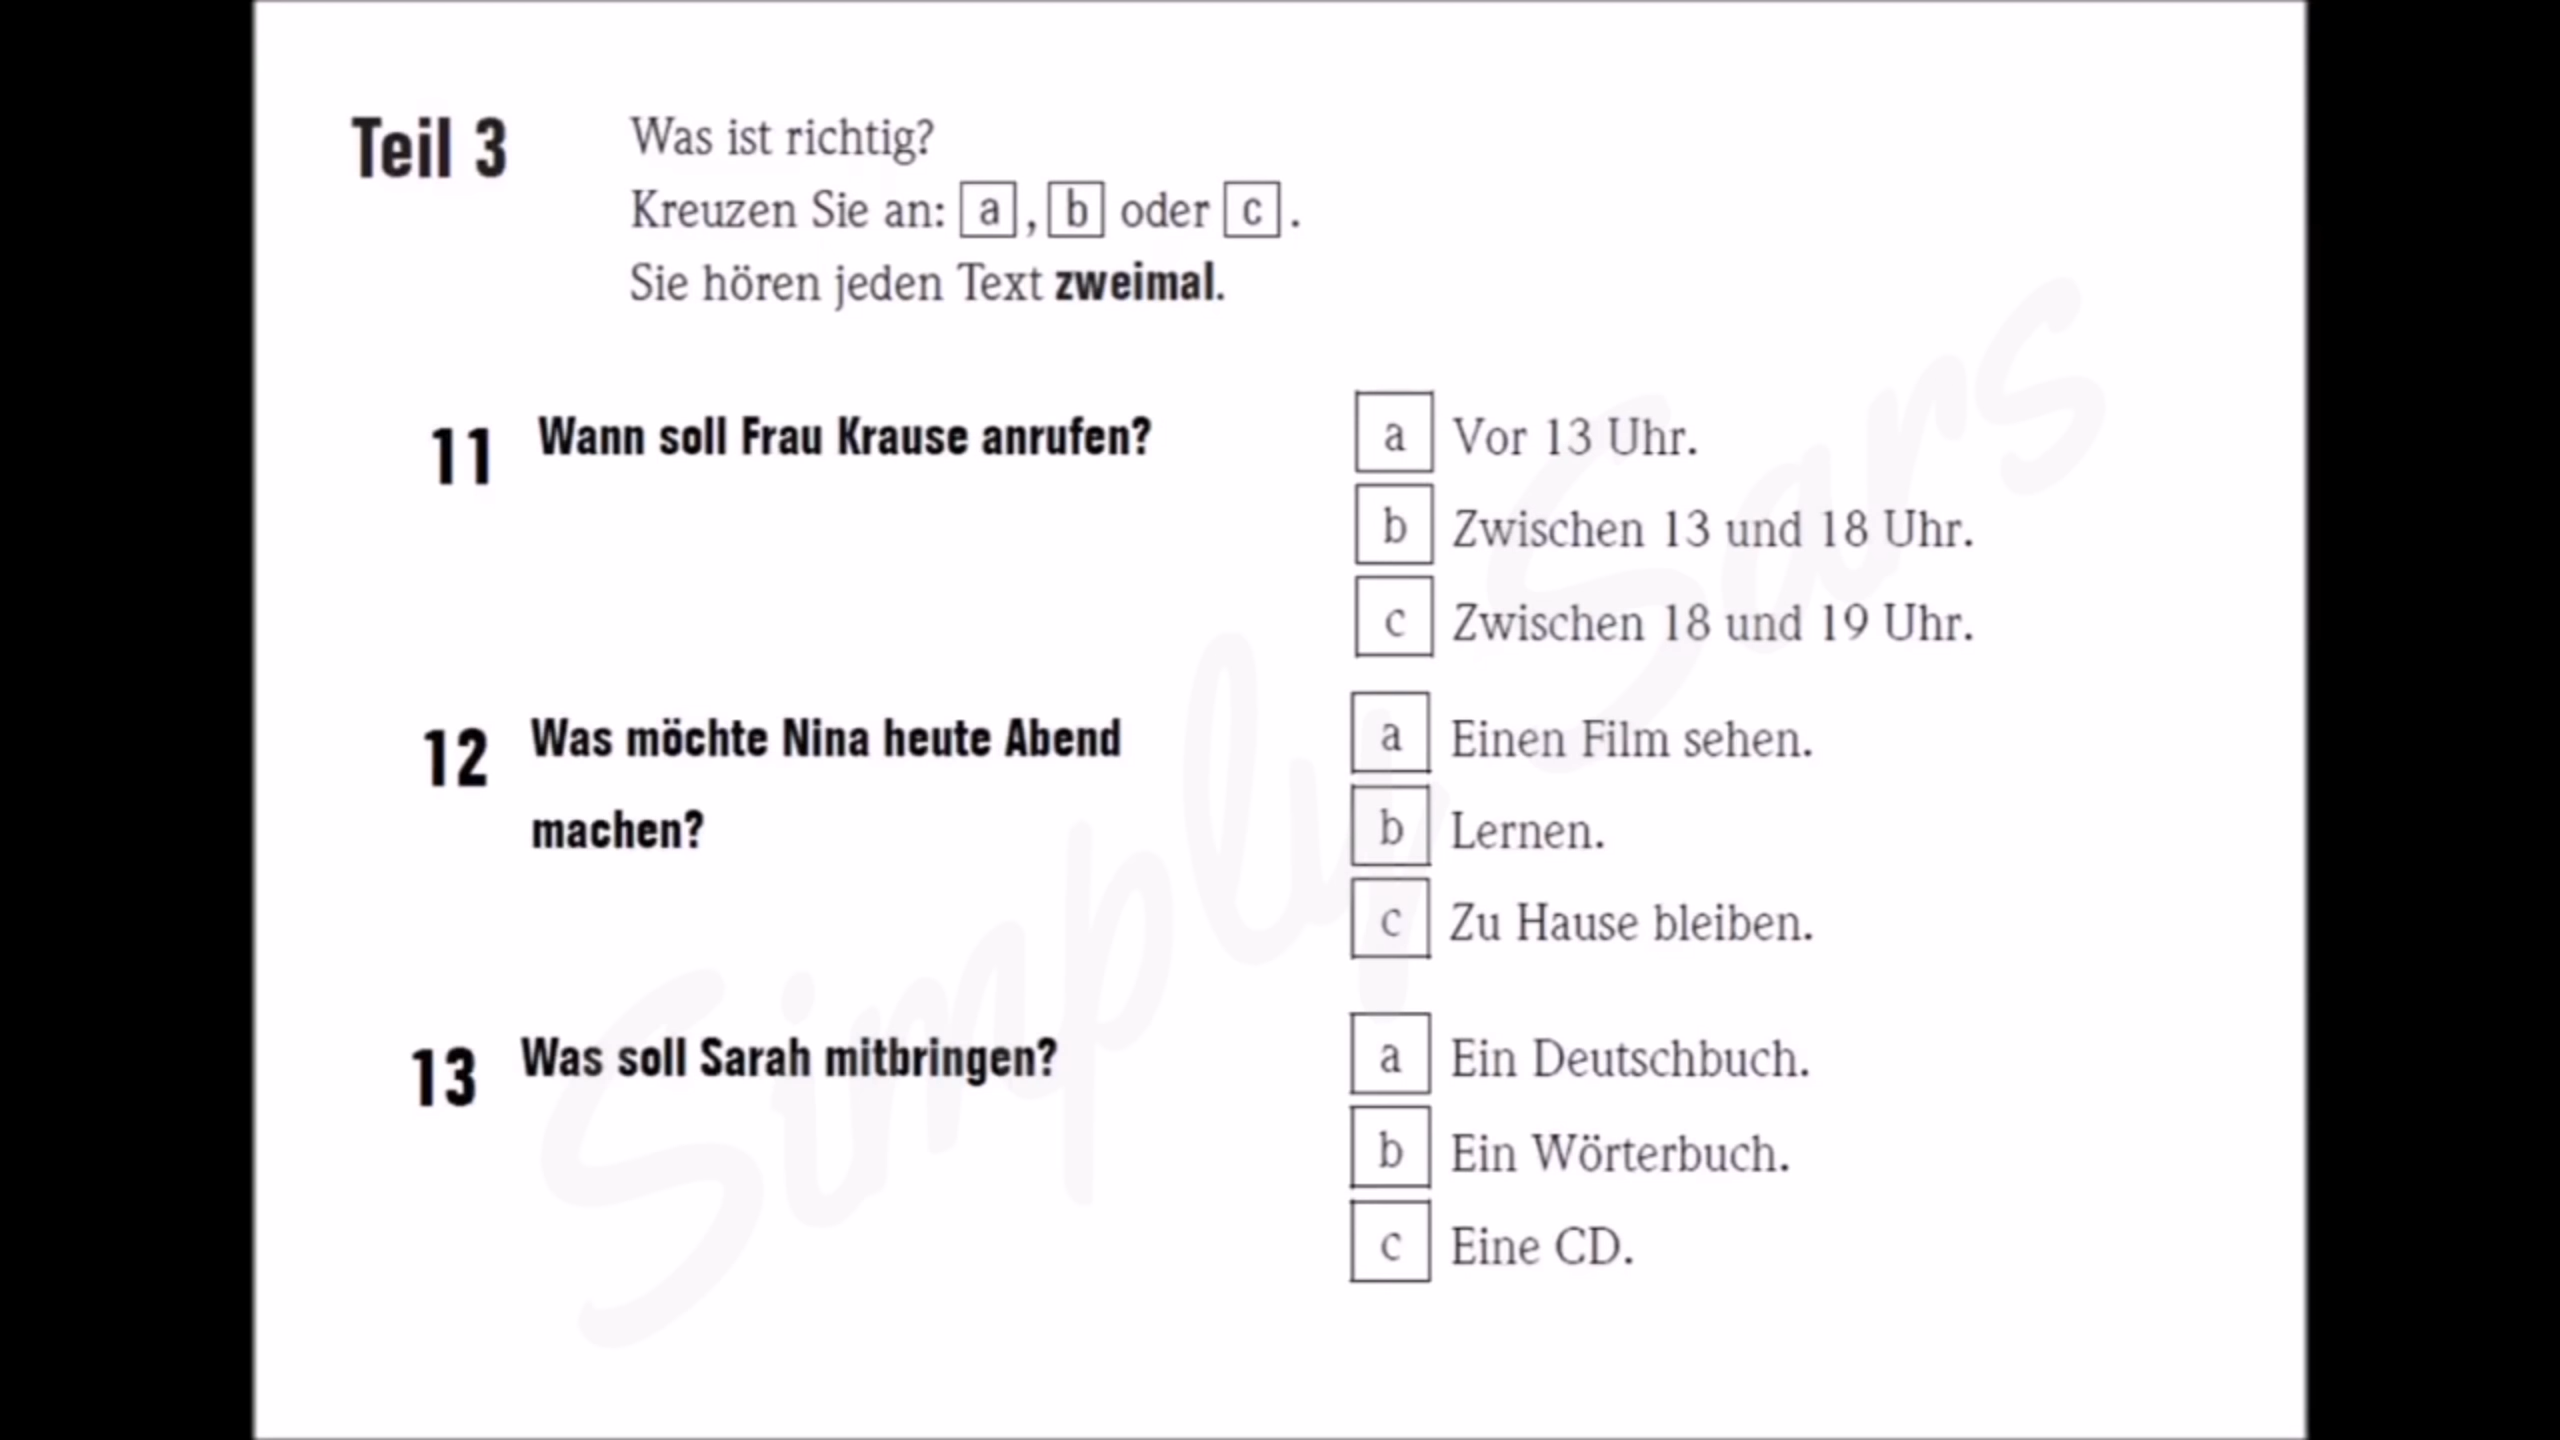 Teil 3
Was ist richtig?
Kreuzen Sie an: a , b oder c .
Sie hören jeden Text zweimal.
11 Wann soll Frau Krause anrufen?
a Vor 13 Uhr.
b Zwischen 13 und 18 Uhr.
c Zwischen 18 und 19 Uhr.
12 Was möchte Nina heute Abend
machen?
a Einen Film sehen.
b Lernen.
c Zu Hause bleiben.
13 Was soll Sarah mitbringen?
a Ein Deutschbuch.
b Ein Wörterbuch.
c Eine CD.
Simply Sars